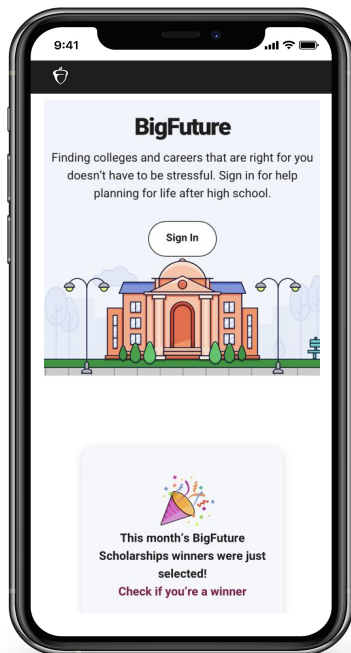 9:41
BigFuture
Finding colleges and careers that are right for you
doesn't have to be stressful. Sign in for help
planning for life after high school.
Sign In
This month's BigFuture
Scholarships winners were just
selected!
Check if you're a winner